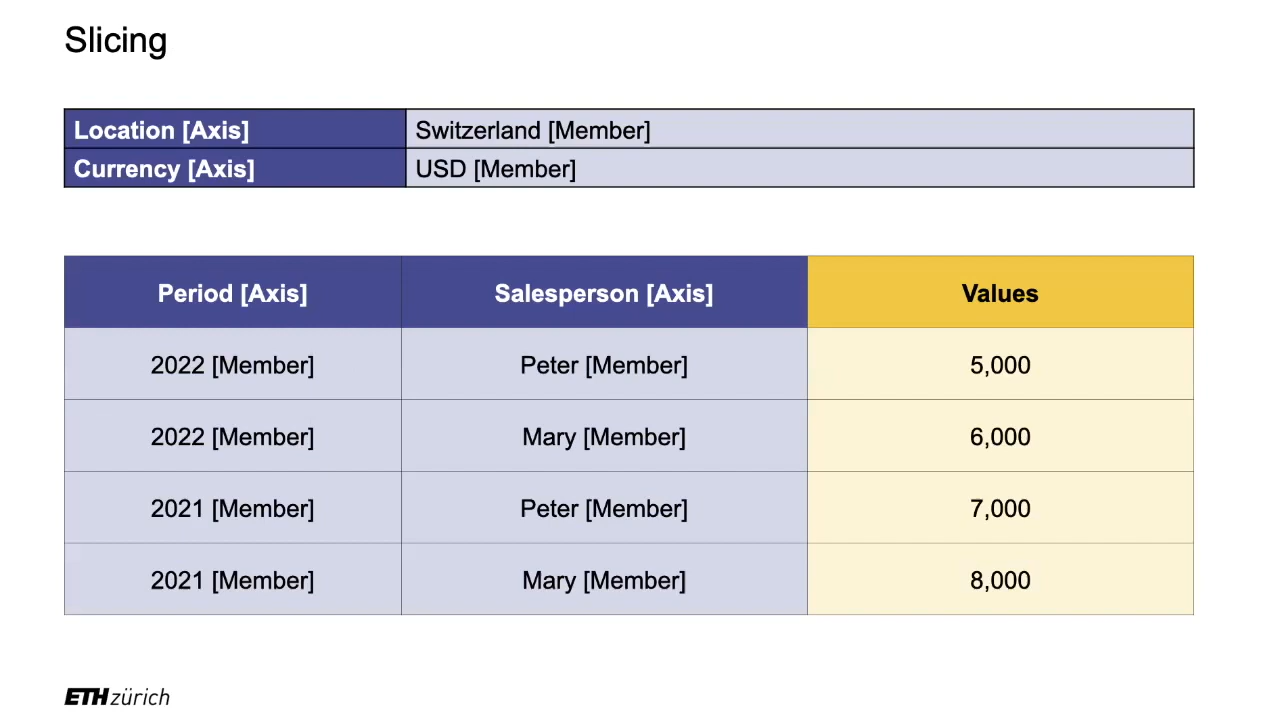 Slicing
Location [Axis] Switzerland [Member]
Currency [Axis] USD [Member]
Period [Axis] Salesperson [Axis] Values
2022 [Member] Peter [Member] 5,000
2022 [Member] Mary [Member] 6,000
2021 [Member] Peter [Member] 7,000
2021 [Member] Mary [Member] 8,000
ETH zürich